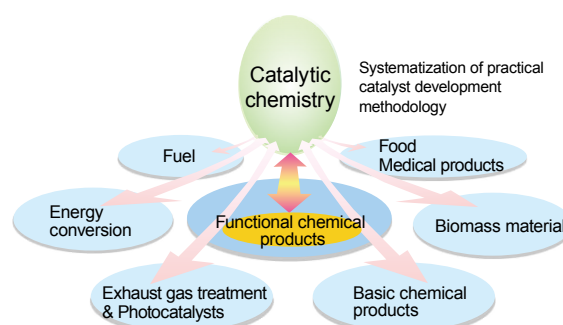 Catalytic
chemistry
Systematization of practical
catalyst development
methodology
Fuel
Food
Medical products
Energy
conversion
Functional chemical
products
Biomass material
Exhaust gas treatment
& Photocatalysts
Basic chemical
products